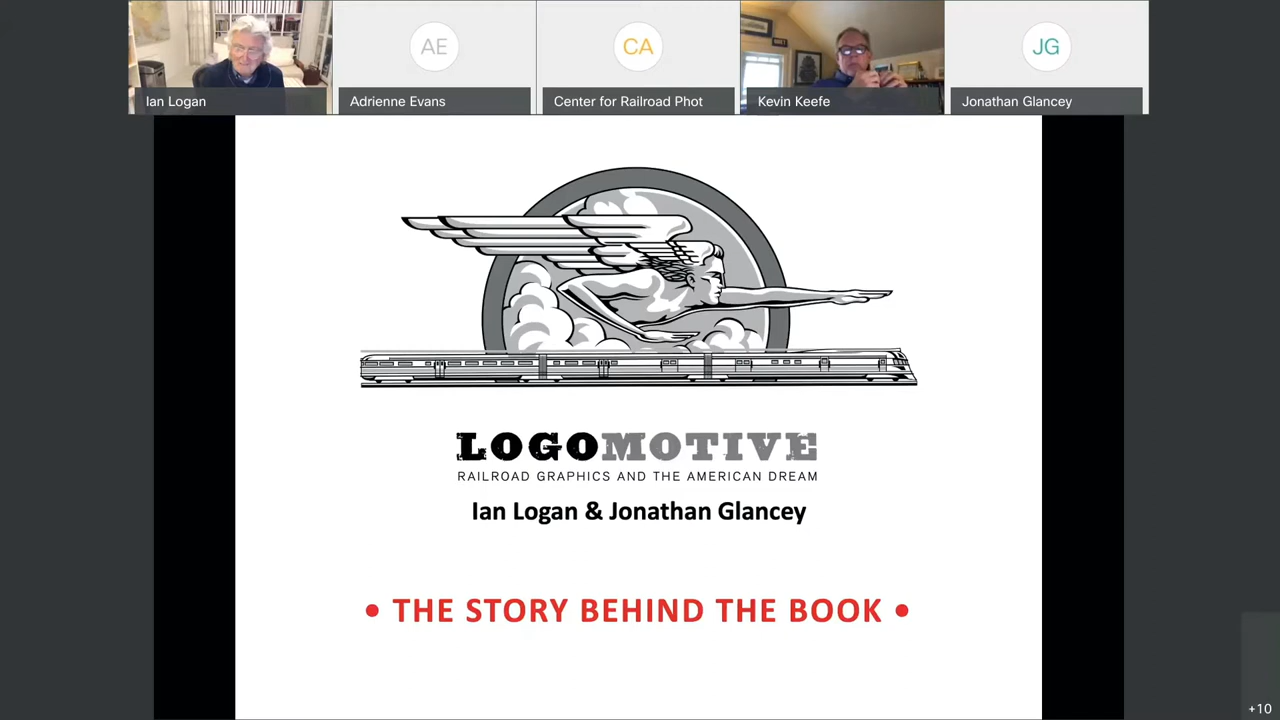 Ian Logan
AE
Adrienne Evans
CA
Center for Railroad Phot
Kevin Keefe
JG
Jonathan Glancey
LOGOMOTIVE
RAILROAD GRAPHICS AND THE AMERICAN DREAM
Ian Logan & Jonathan Glancey
• THE STORY BEHIND THE BOOK •
+10